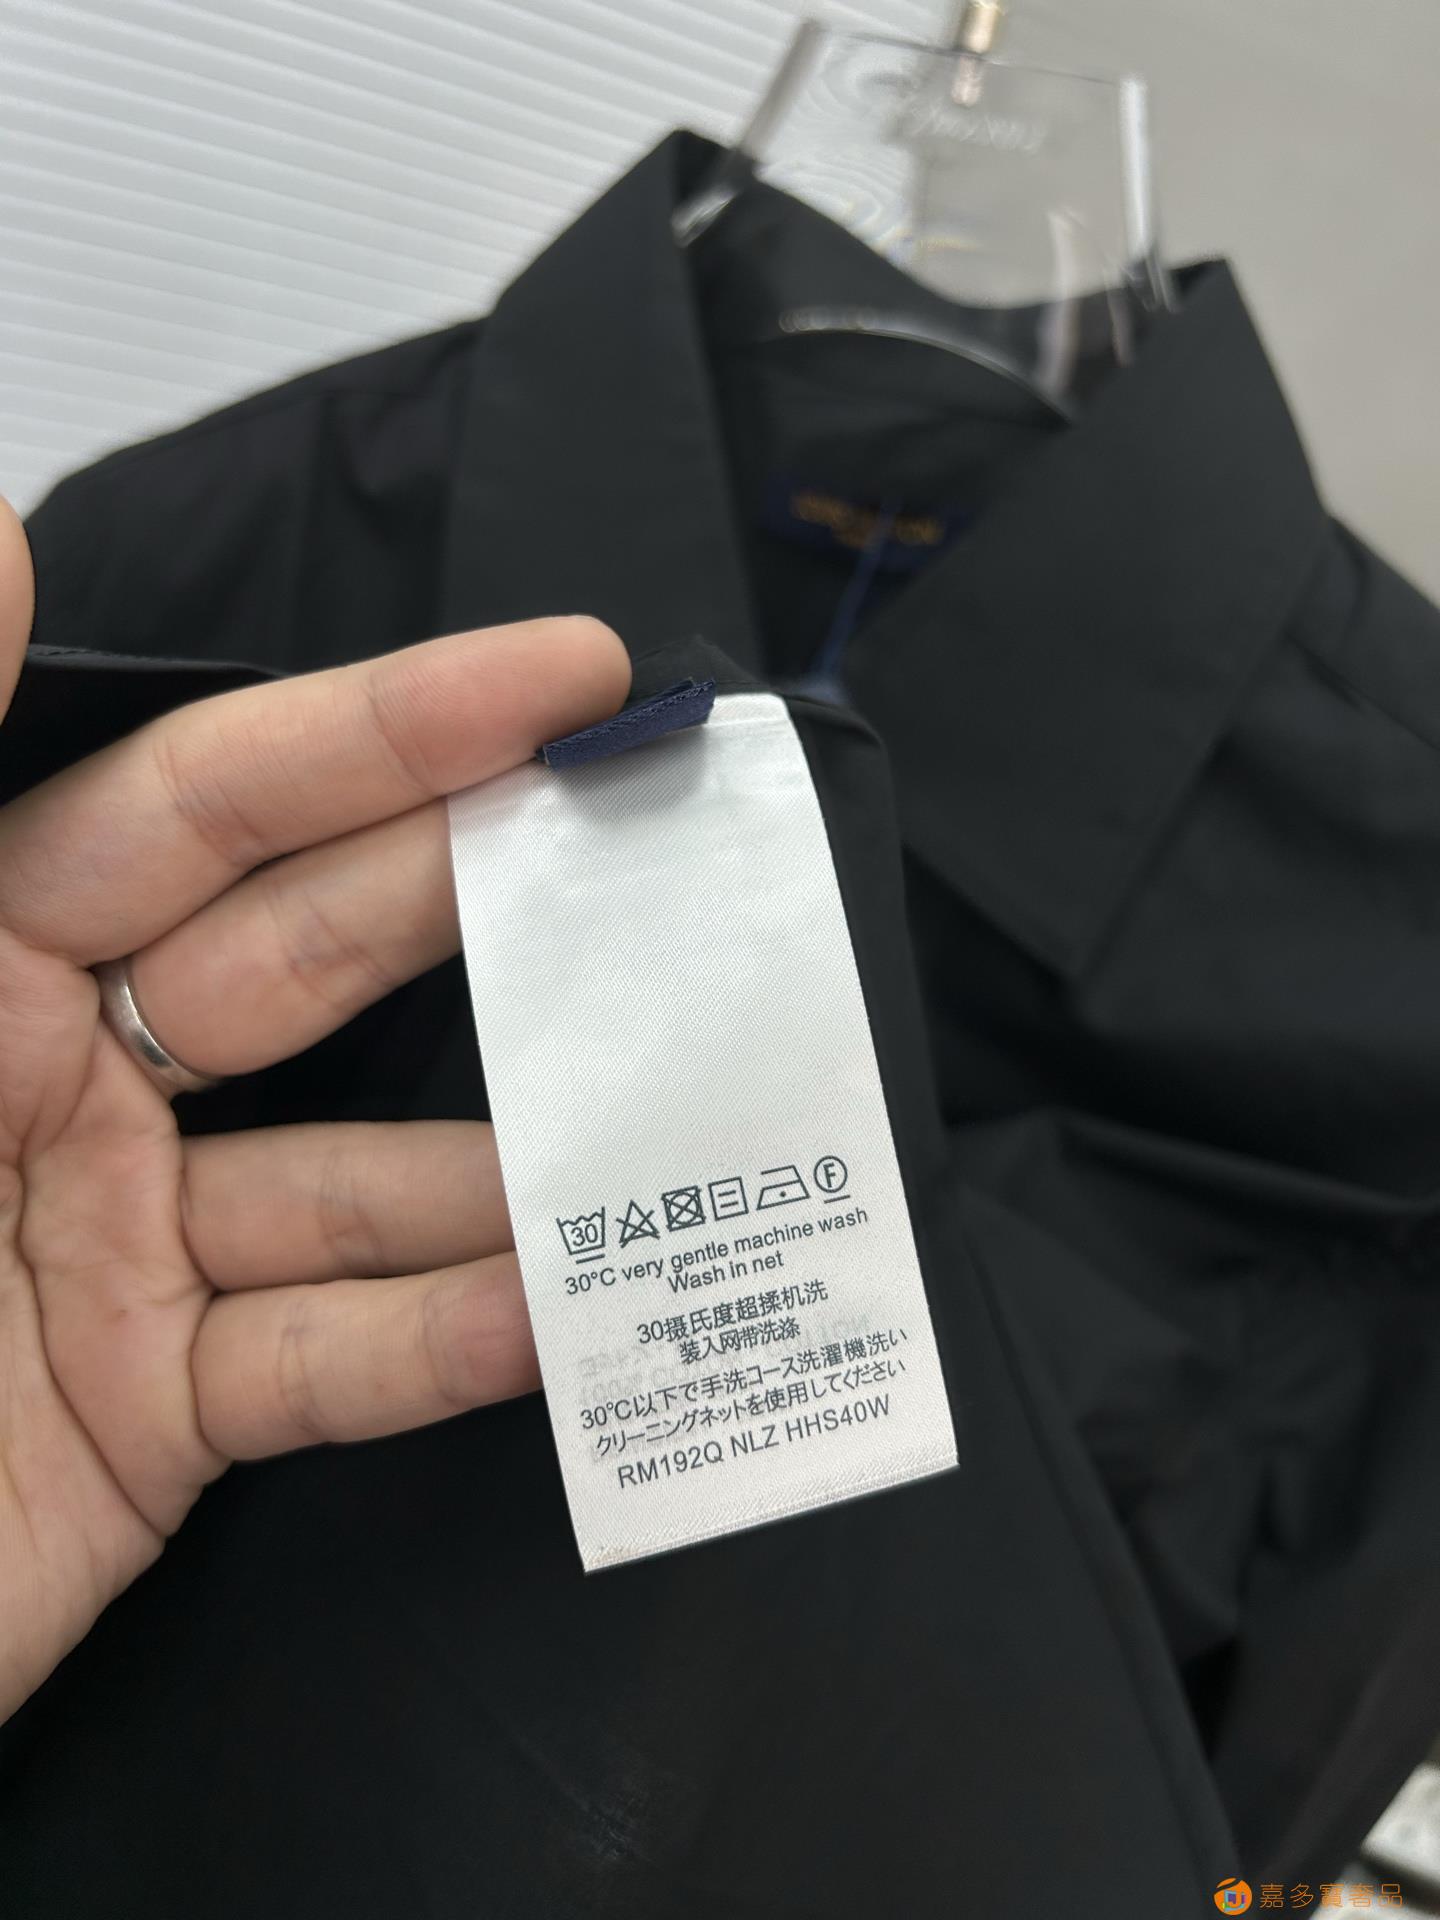 30
F
30°C very gentle machine wash
Wash in net
30摄氏度超揉机洗
装入网带洗涤
30℃以下で手洗コース洗濯機洗い
クリーニングネットを使用してください
RM192Q NLZ HHS40W
嘉多寶奢品